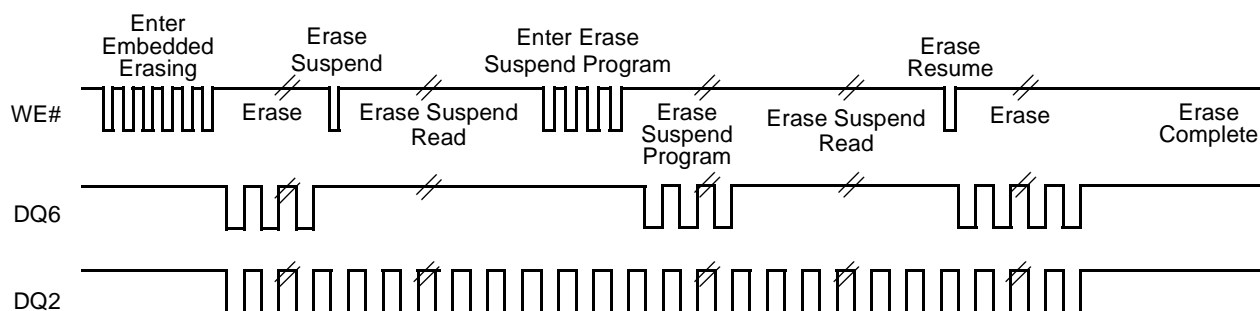 Enter
Embedded
Erasing
Erase
Suspend
Enter Erase
Suspend Program
Erase
Resume
WE#
Erase
Erase Suspend
Read
Erase
Suspend
Program
Erase Suspend
Read
Erase
Erase
Complete
DQ6
DQ2